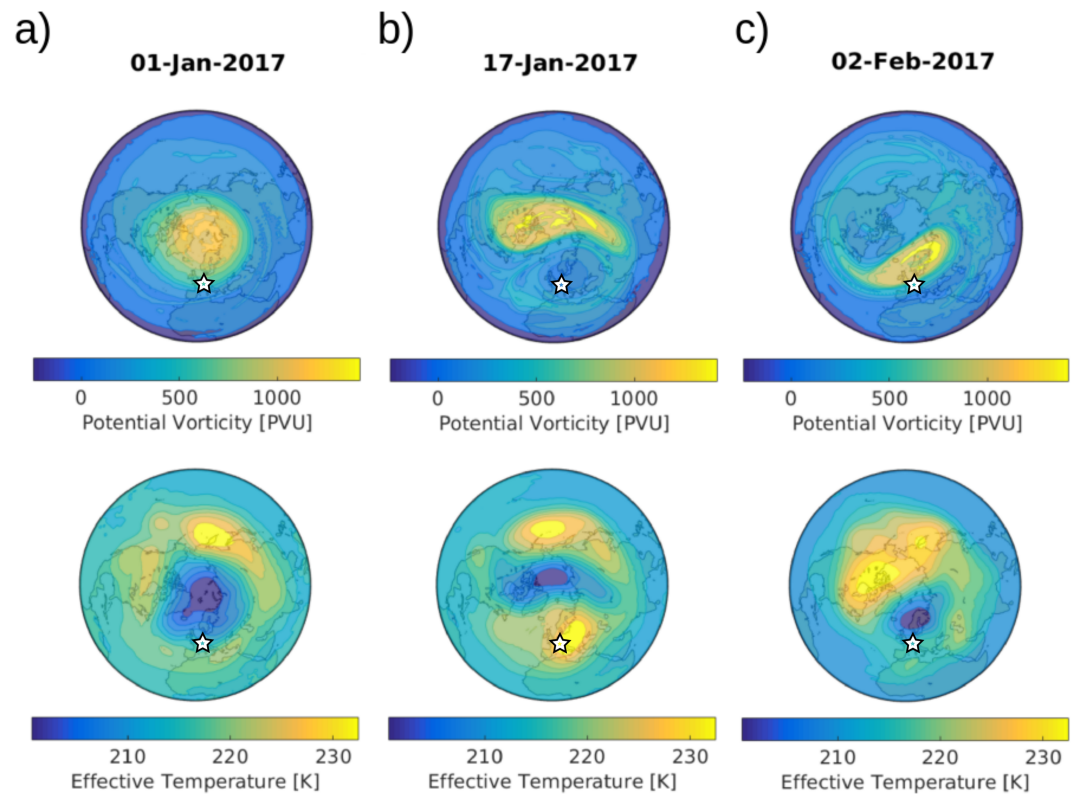 a) b) c)
01-Jan-2017 17-Jan-2017 02-Feb-2017
0 500 1000 0 500 1000 0 500 1000
Potential Vorticity [PVU] Potential Vorticity [PVU] Potential Vorticity [PVU]
210 220 230 210 220 230 210 220 230
Effective Temperature [K] Effective Temperature [K] Effective Temperature [K]